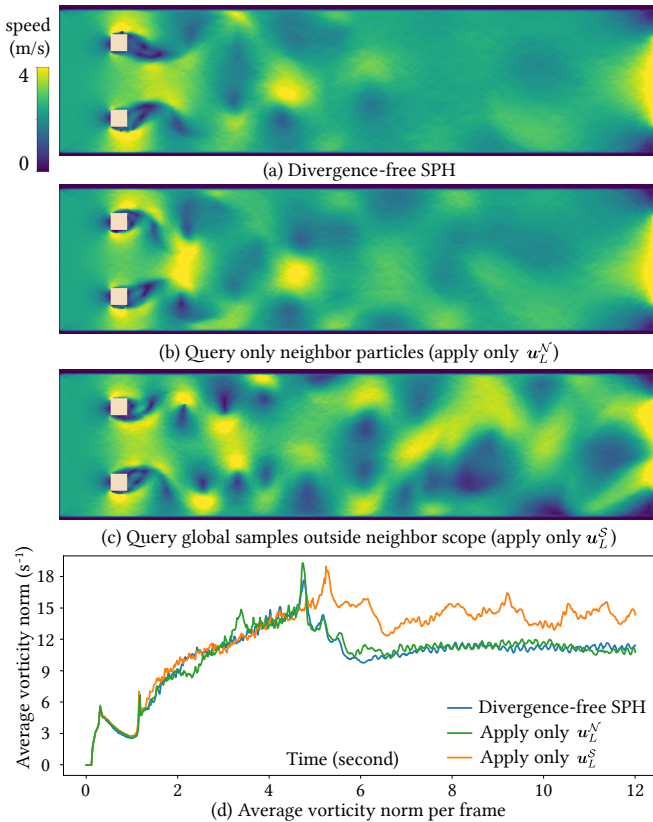 speed
(m/s)
4
0
(a) Divergence-free SPH
(b) Query only neighbor particles (apply only 𝒖_L^𝒩)
(c) Query global samples outside neighbor scope (apply only 𝒖_L^𝒮)
Average vorticity norm (s⁻¹)
18
15
12
9
6
3
0
Divergence-free SPH
Apply only 𝒖_L^𝒩
Apply only 𝒖_L^𝒮
Time (second)
0 2 4 6 8 10 12
(d) Average vorticity norm per frame